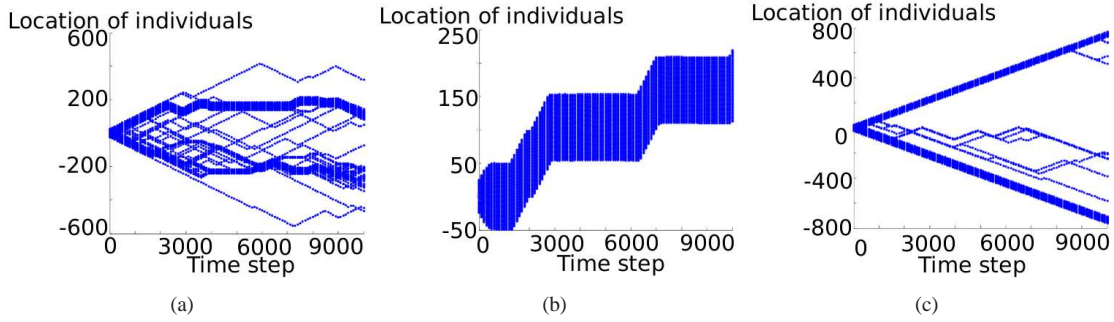 Location of individuals
600
200
-200
-600
0 3000 6000 9000
Time step
(a)
Location of individuals
250
150
50
-50
0 3000 6000 9000
Time step
(b)
Location of individuals
800
400
0
-400
-800
0 3000 6000 9000
Time step
(c)